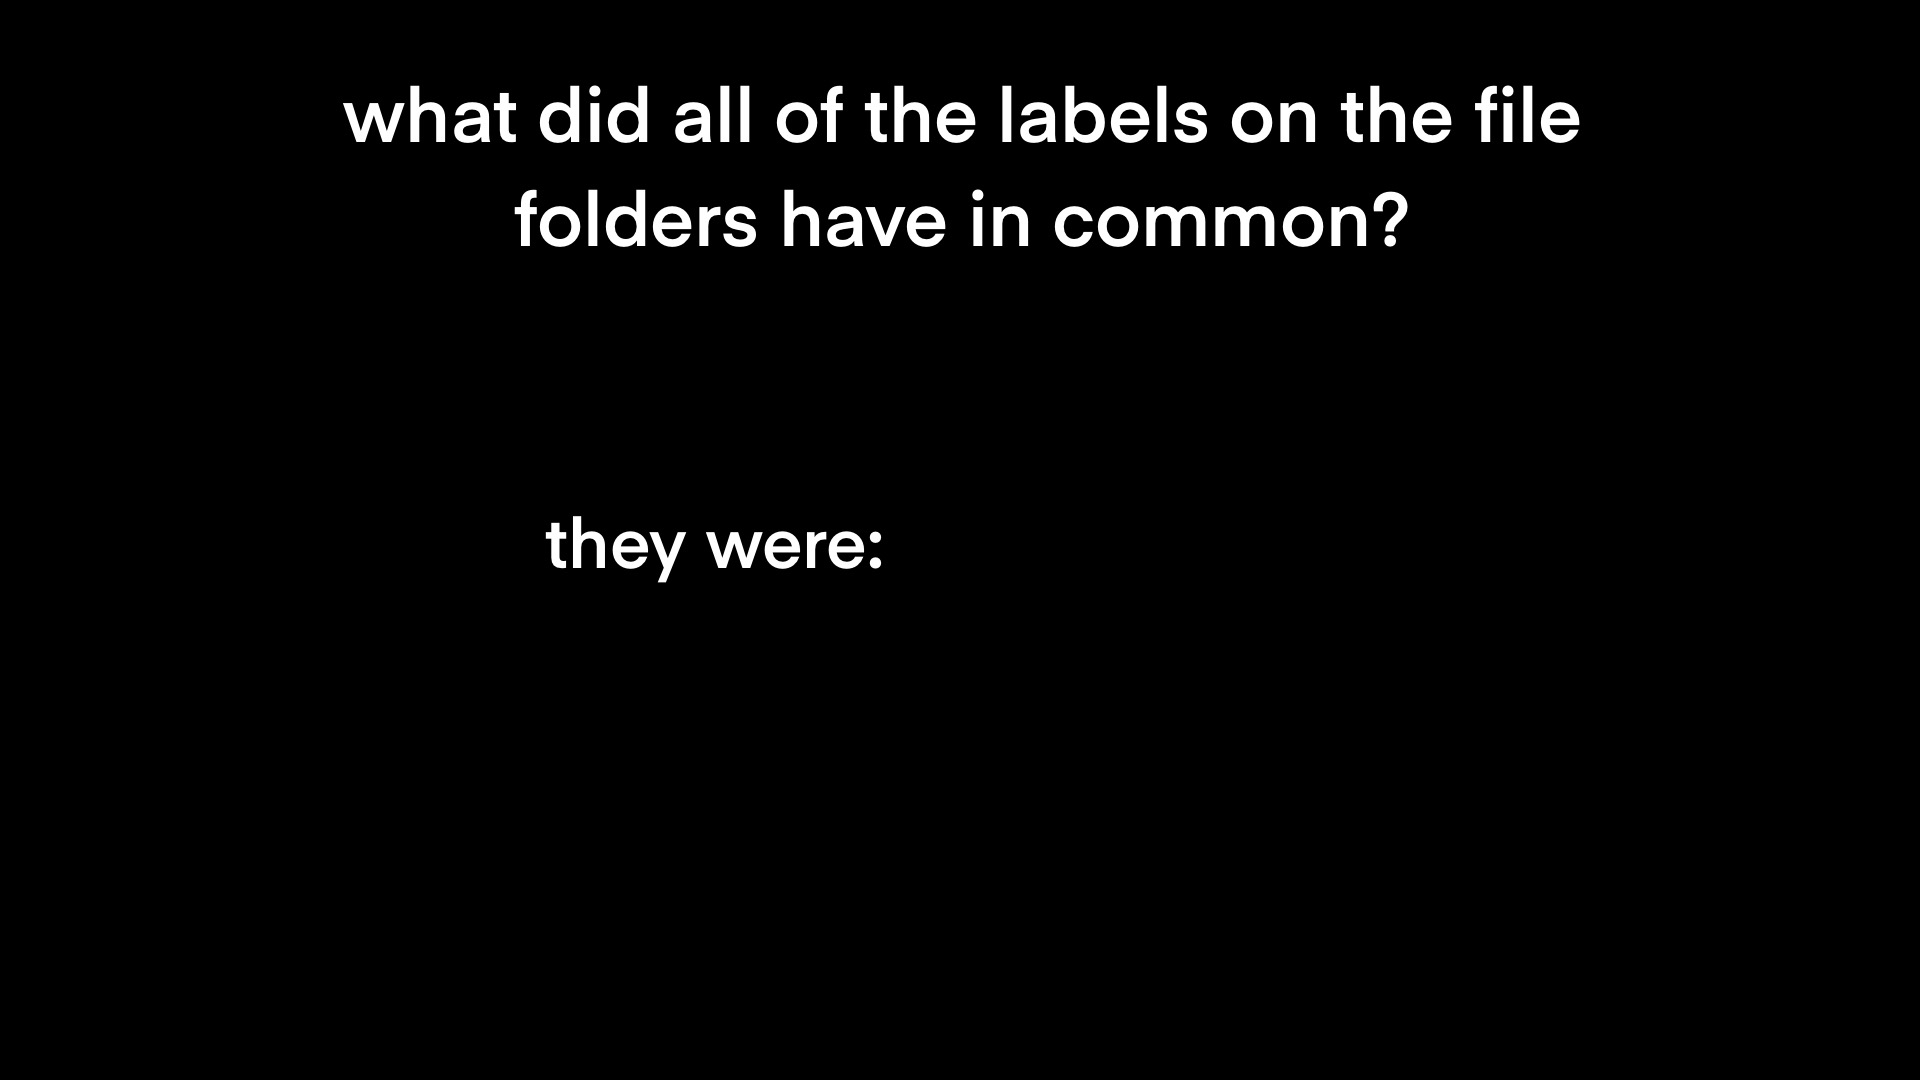 what did all of the labels on the file
folders have in common?
they were: